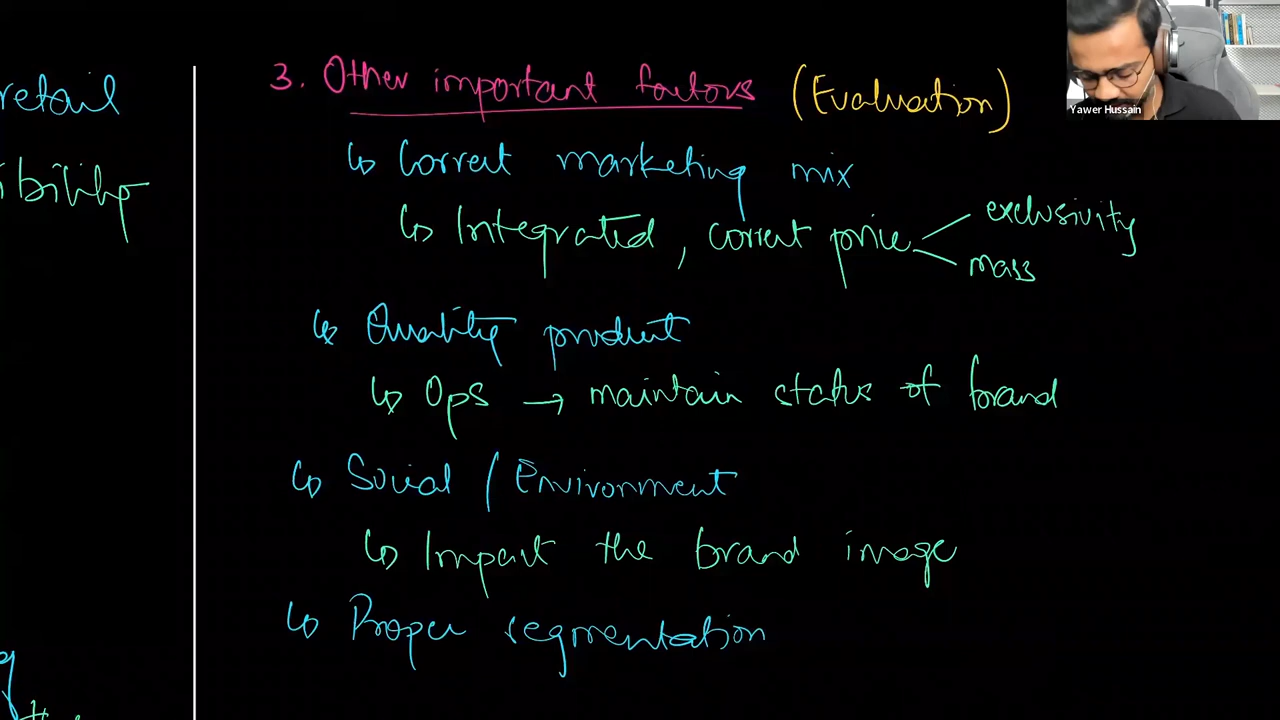 retail
ibility
3. Other important factors (Evaluation)
↳ Correct marketing mix
↳ Integrated, correct price
exclusivity
mass
↳ Quality product
↳ Ops → maintain status of brand
↳ Social / Environment
↳ Impact the brand image
↳ Proper segmentation
Yawer Hussain